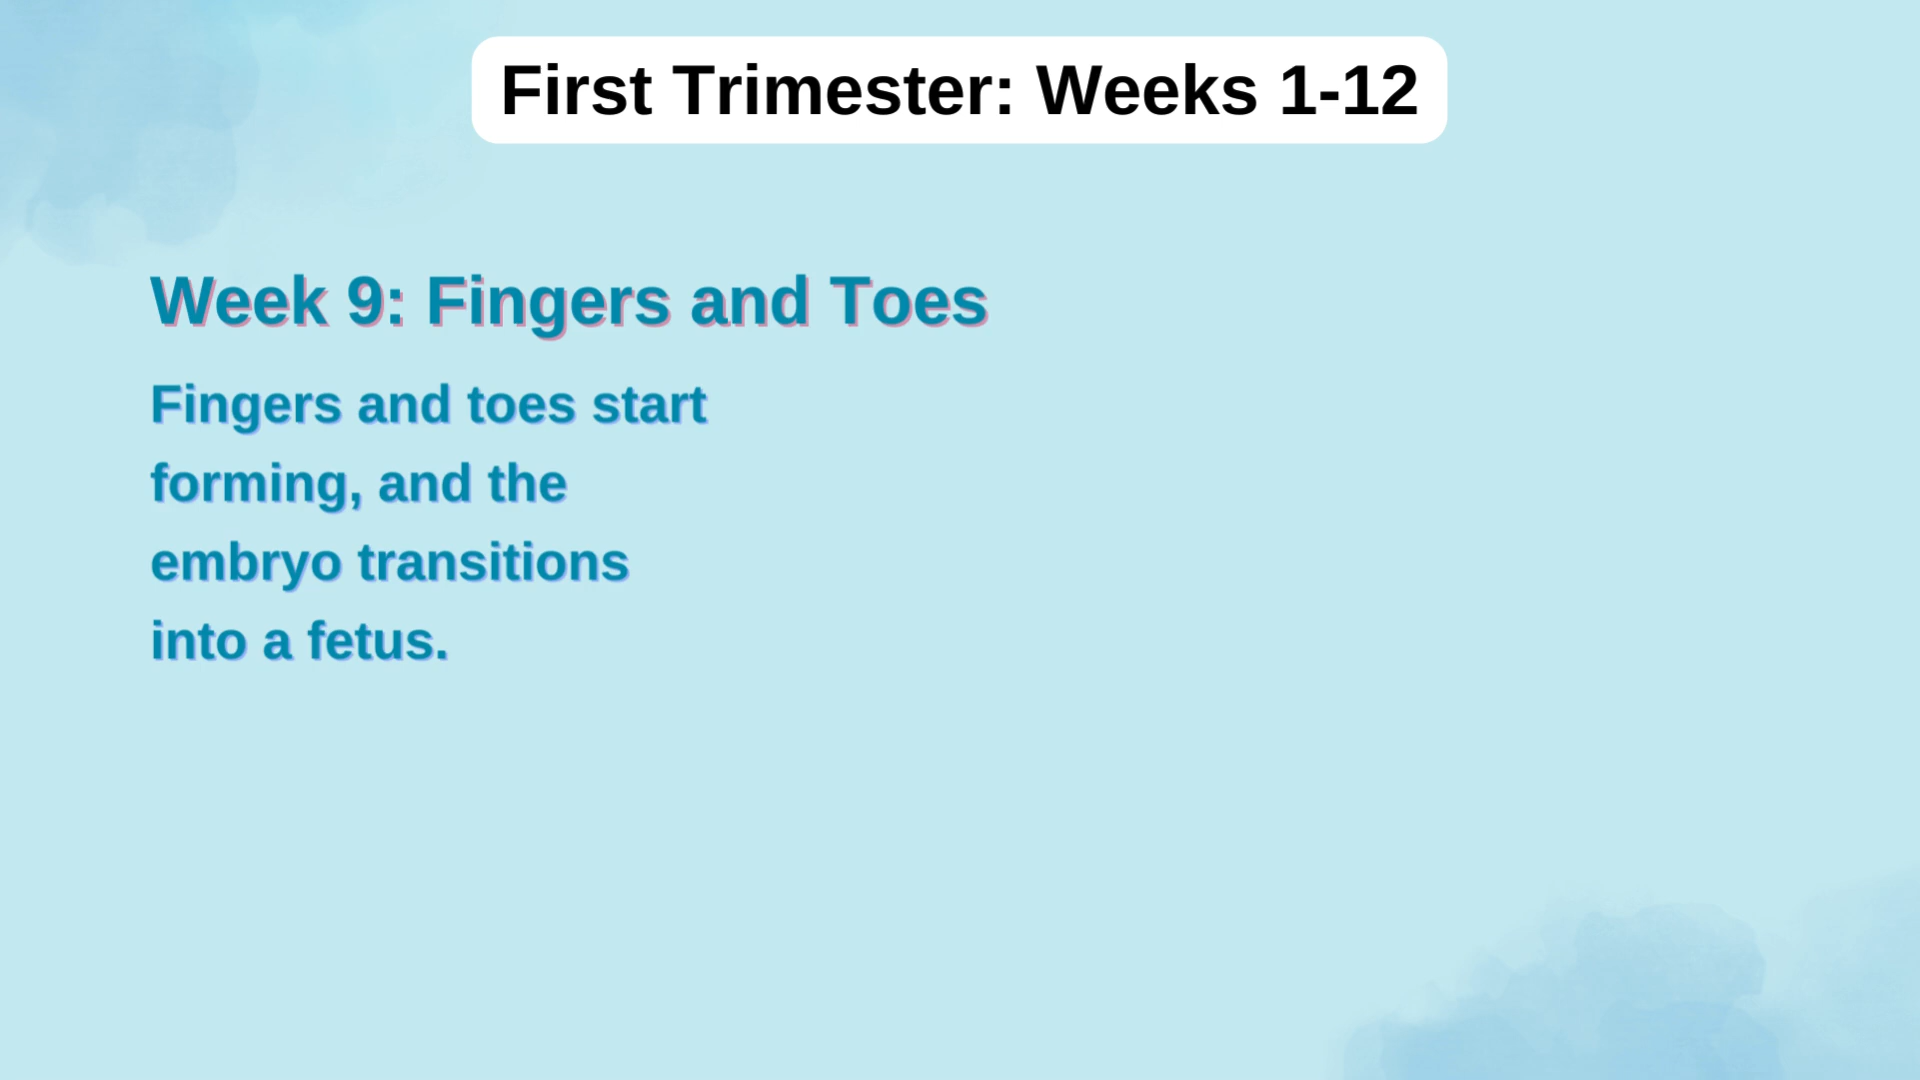 First Trimester: Weeks 1-12
Week 9: Fingers and Toes
Fingers and toes start
forming, and the
embryo transitions
into a fetus.